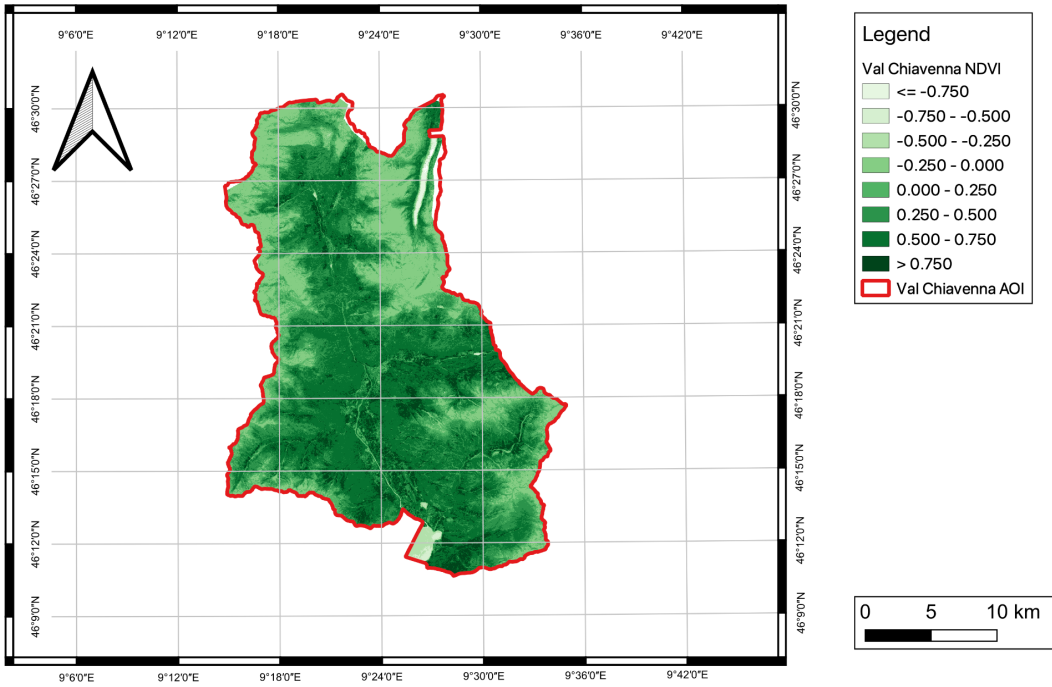 9°6'0"E 9°12'0"E 9°18'0"E 9°24'0"E 9°30'0"E 9°36'0"E 9°42'0"E
46°30'0"N 46°30'0"N
46°27'0"N 46°27'0"N
46°24'0"N 46°24'0"N
46°21'0"N 46°21'0"N
46°18'0"N 46°18'0"N
46°15'0"N 46°15'0"N
46°12'0"N 46°12'0"N
46°9'0"N 46°9'0"N
9°6'0"E 9°12'0"E 9°18'0"E 9°24'0"E 9°30'0"E 9°36'0"E 9°42'0"E
Legend
Val Chiavenna NDVI
<= -0.750
-0.750 - -0.500
-0.500 - -0.250
-0.250 - 0.000
0.000 - 0.250
0.250 - 0.500
0.500 - 0.750
> 0.750
Val Chiavenna AOI
0 5 10 km